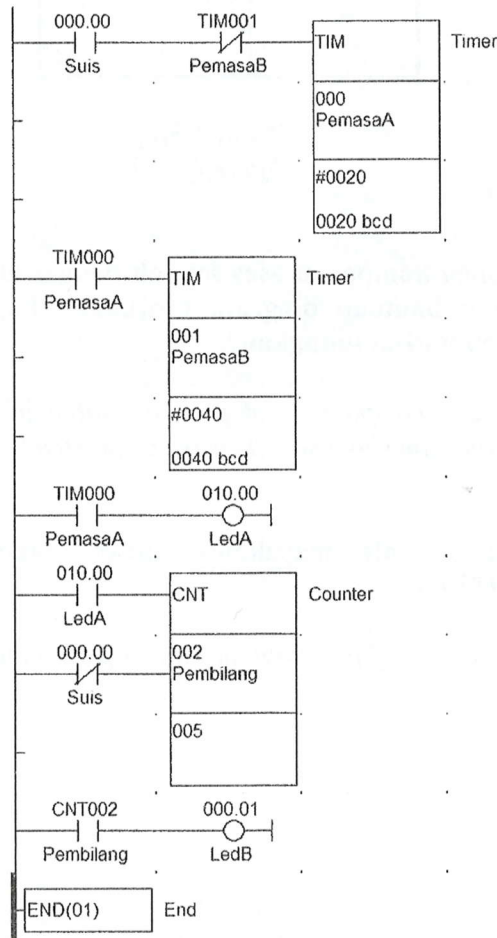 000.00 TIM001
Suis PemasaB
TIM Timer
000
PemasaA
#0020
0020 bcd
TIM000
PemasaA
TIM Timer
001
PemasaB
#0040
0040 bcd
TIM000 010.00
PemasaA LedA
010.00
LedA
CNT Counter
000.00
Suis
002
Pembilang
005
CNT002 000.01
Pembilang LedB
END(01) End